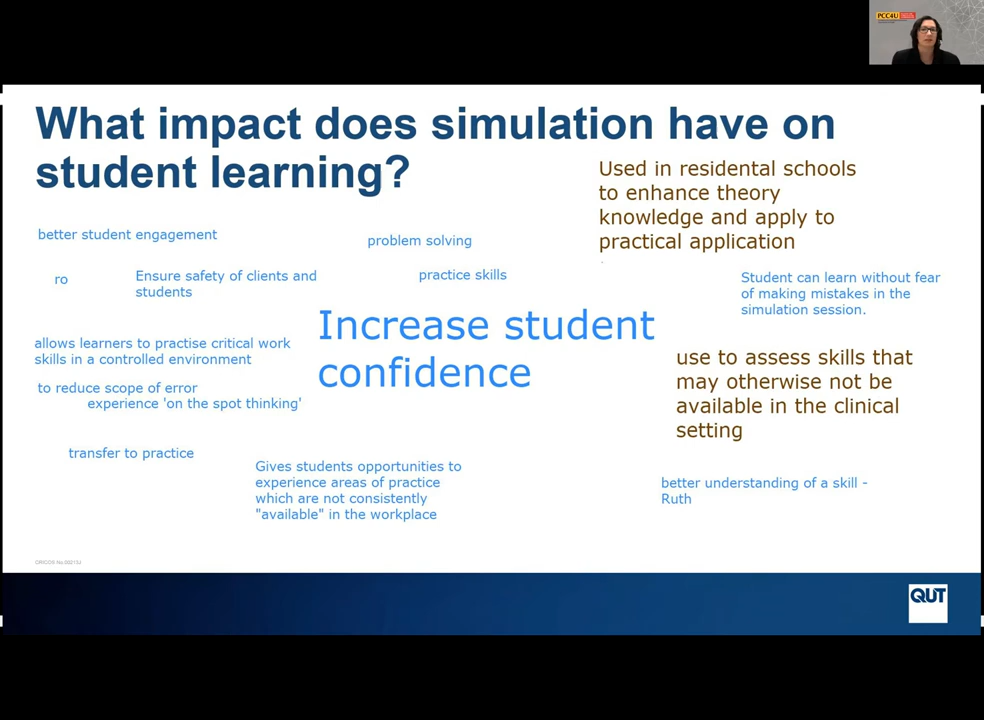 PCC4U
What impact does simulation have on
student learning?
Used in residental schools
to enhance theory
knowledge and apply to
practical application
better student engagement
problem solving
ro
Ensure safety of clients and
students
practice skills
Student can learn without fear
of making mistakes in the
simulation session.
Increase student
confidence
allows learners to practise critical work
skills in a controlled environment
use to assess skills that
may otherwise not be
available in the clinical
setting
to reduce scope of error
experience 'on the spot thinking'
transfer to practice
Gives students opportunities to
experience areas of practice
which are not consistently
"available" in the workplace
better understanding of a skill -
Ruth
CRICOS No.00213J
QUT